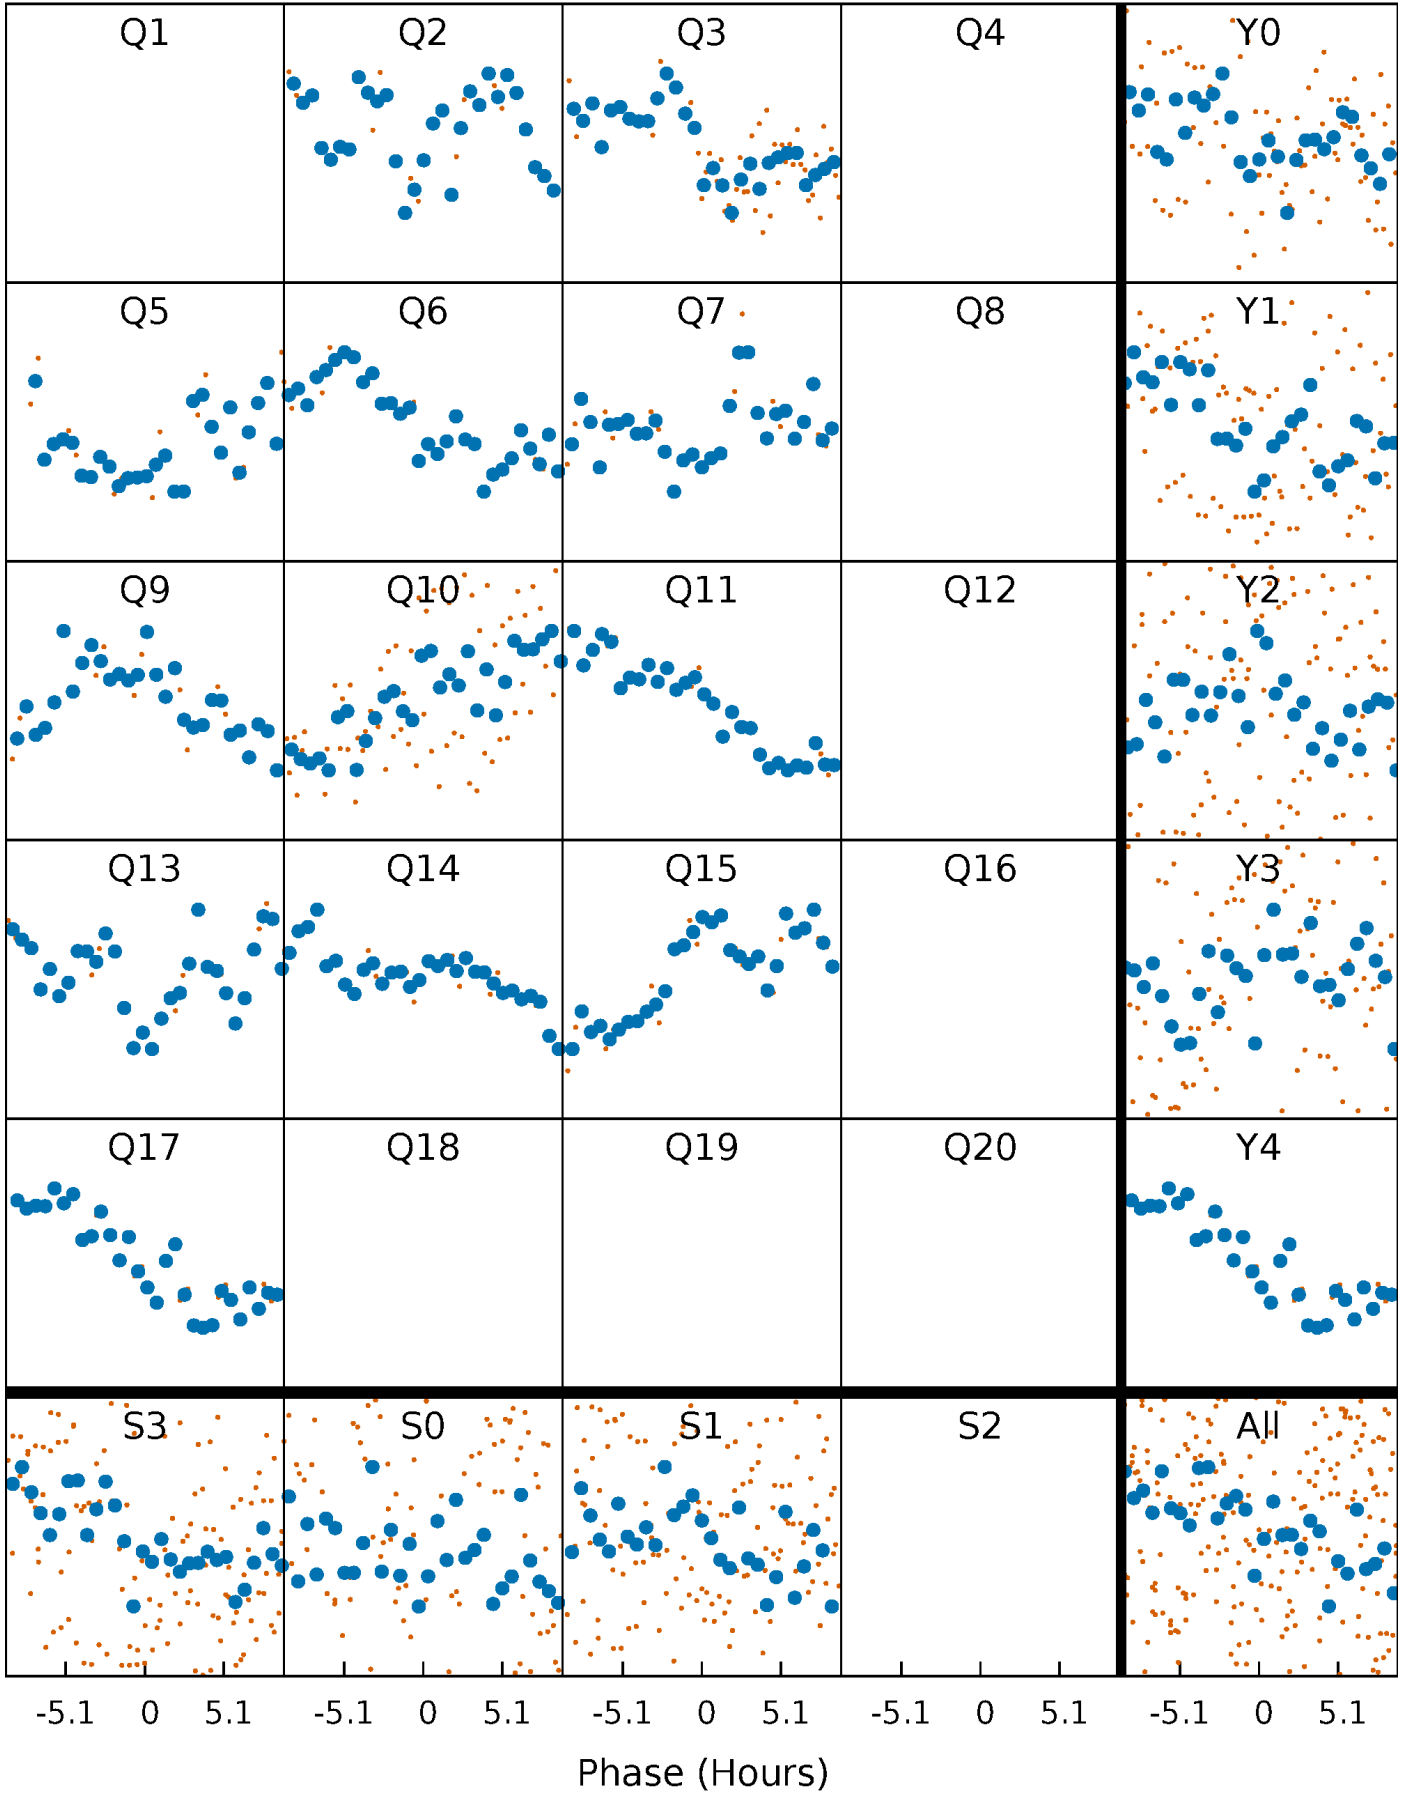 Q1 Q2 Q3 Q4 Y0
Q5 Q6 Q7 Q8 Y1
Q9 Q10 Q11 Q12 Y2
Q13 Q14 Q15 Q16 Y3
Q17 Q18 Q19 Q20 Y4
S3 S0 S1 S2 All
-5.1 0 5.1 -5.1 0 5.1 -5.1 0 5.1 -5.1 0 5.1 -5.1 0 5.1
Phase (Hours)